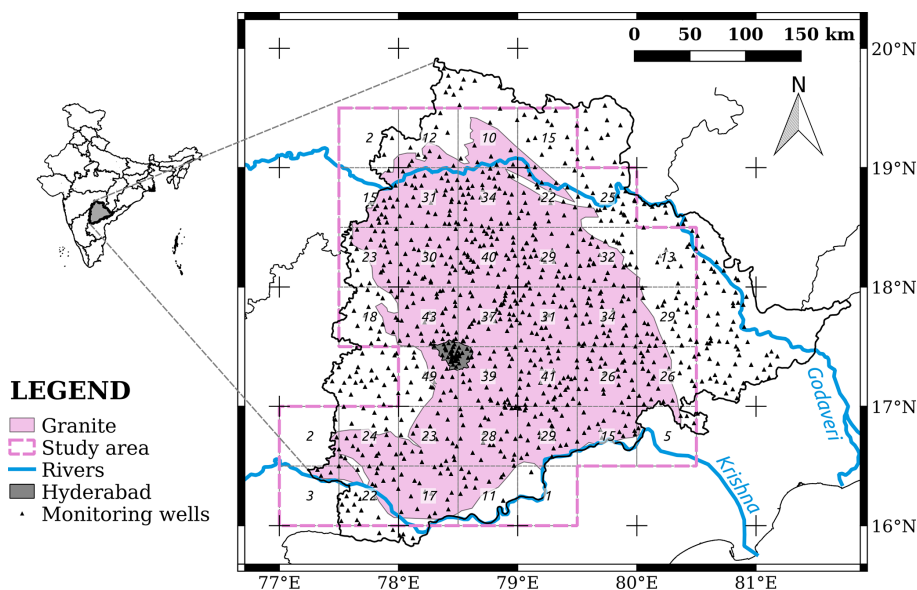 0 50 100 150 km
20°N
N
2 12 10 15
19°N
15 31 34 22 25
23 30 40 29 32 13
18°N
18 43 37 31 34 29
49 39 41 26 26
LEGEND
Granite
Study area
Rivers
Hyderabad
Monitoring wells
Godaveri
17°N
2 24 23 28 29 15 5
Krishna
3 22 17 11 1
16°N
77°E 78°E 79°E 80°E 81°E